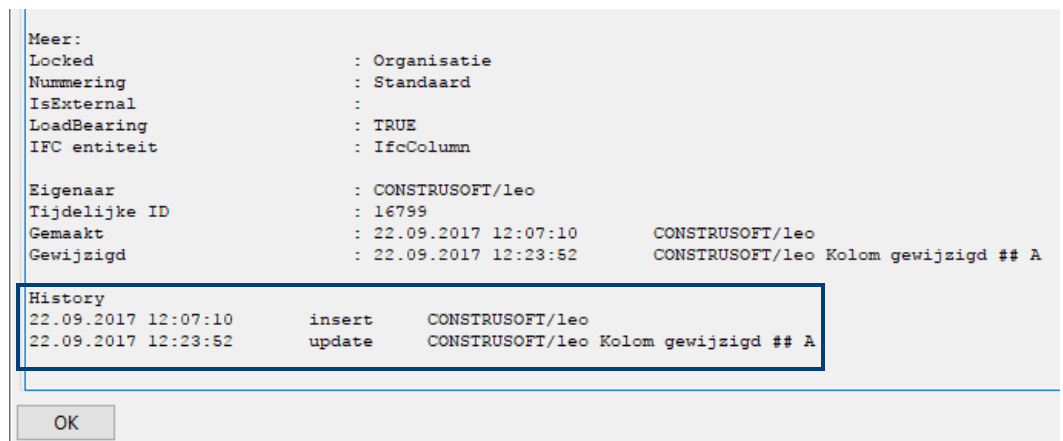 Meer:
Locked : Organisatie
Nummering : Standaard
IsExternal :
LoadBearing : TRUE
IFC entiteit : IfcColumn
Eigenaar : CONSTRUSOFT/leo
Tijdelijke ID : 16799
Gemaakt : 22.09.2017 12:07:10 CONSTRUSOFT/leo
Gewijzigd : 22.09.2017 12:23:52 CONSTRUSOFT/leo Kolom gewijzigd ## A
History
22.09.2017 12:07:10 insert CONSTRUSOFT/leo
22.09.2017 12:23:52 update CONSTRUSOFT/leo Kolom gewijzigd ## A
OK